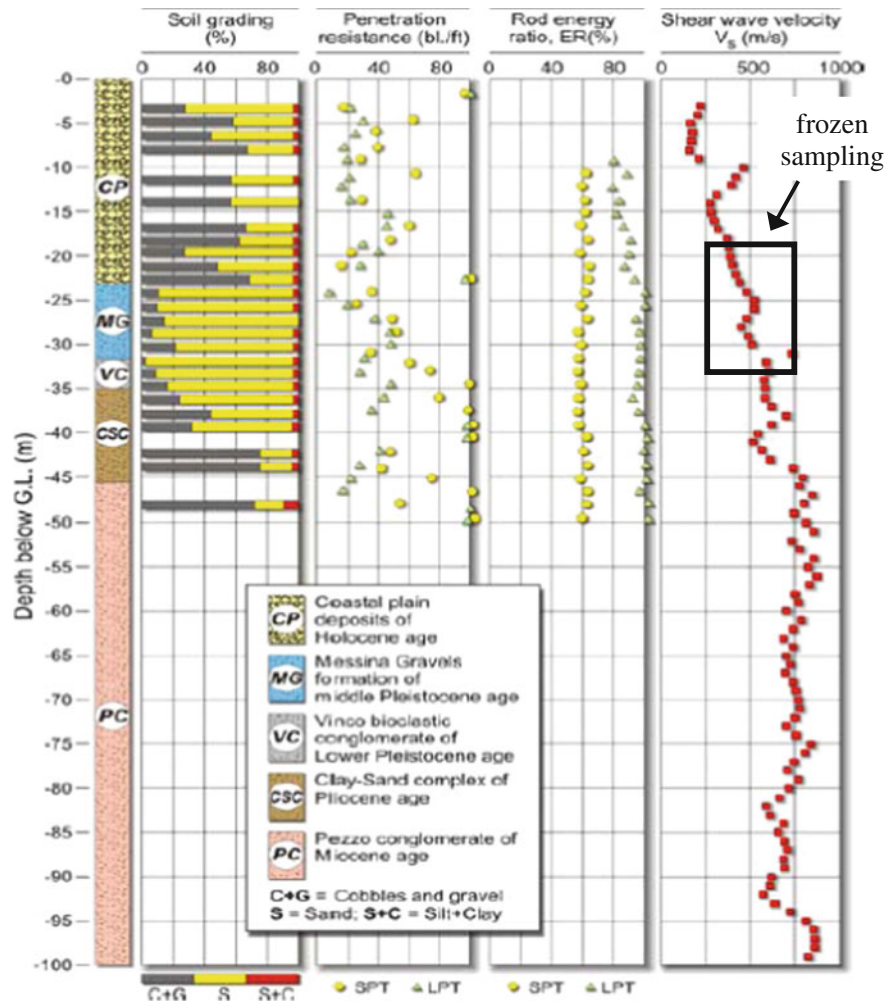 Soil grading
(%)
Penetration
resistance (bl./ft)
Rod energy
ratio, ER(%)
Shear wave velocity
Vs (m/s)
0 40 80
0 40 80
0 40 80
0 500 1000
Depth below G.L. (m)
-0
-5
-10
-15
-20
-25
-30
-35
-40
-45
-50
-55
-60
-65
-70
-75
-80
-85
-90
-95
-100
CP
MG
VC
CSC
PC
frozen
sampling
CP
Coastal plain
deposits of
Holocene age
MG
Messina Gravels
formation of
middle Pleistocene age
VC
Vinco bioclastic
conglomerate of
Lower Pleistocene age
CSC
Clay-Sand complex of
Pliocene age
PC
Pezzo conglomerate of
Miocene age
C+G = Cobbles and gravel
S = Sand; S+C = Silt+Clay
C+G S S+C
SPT LPT
SPT LPT